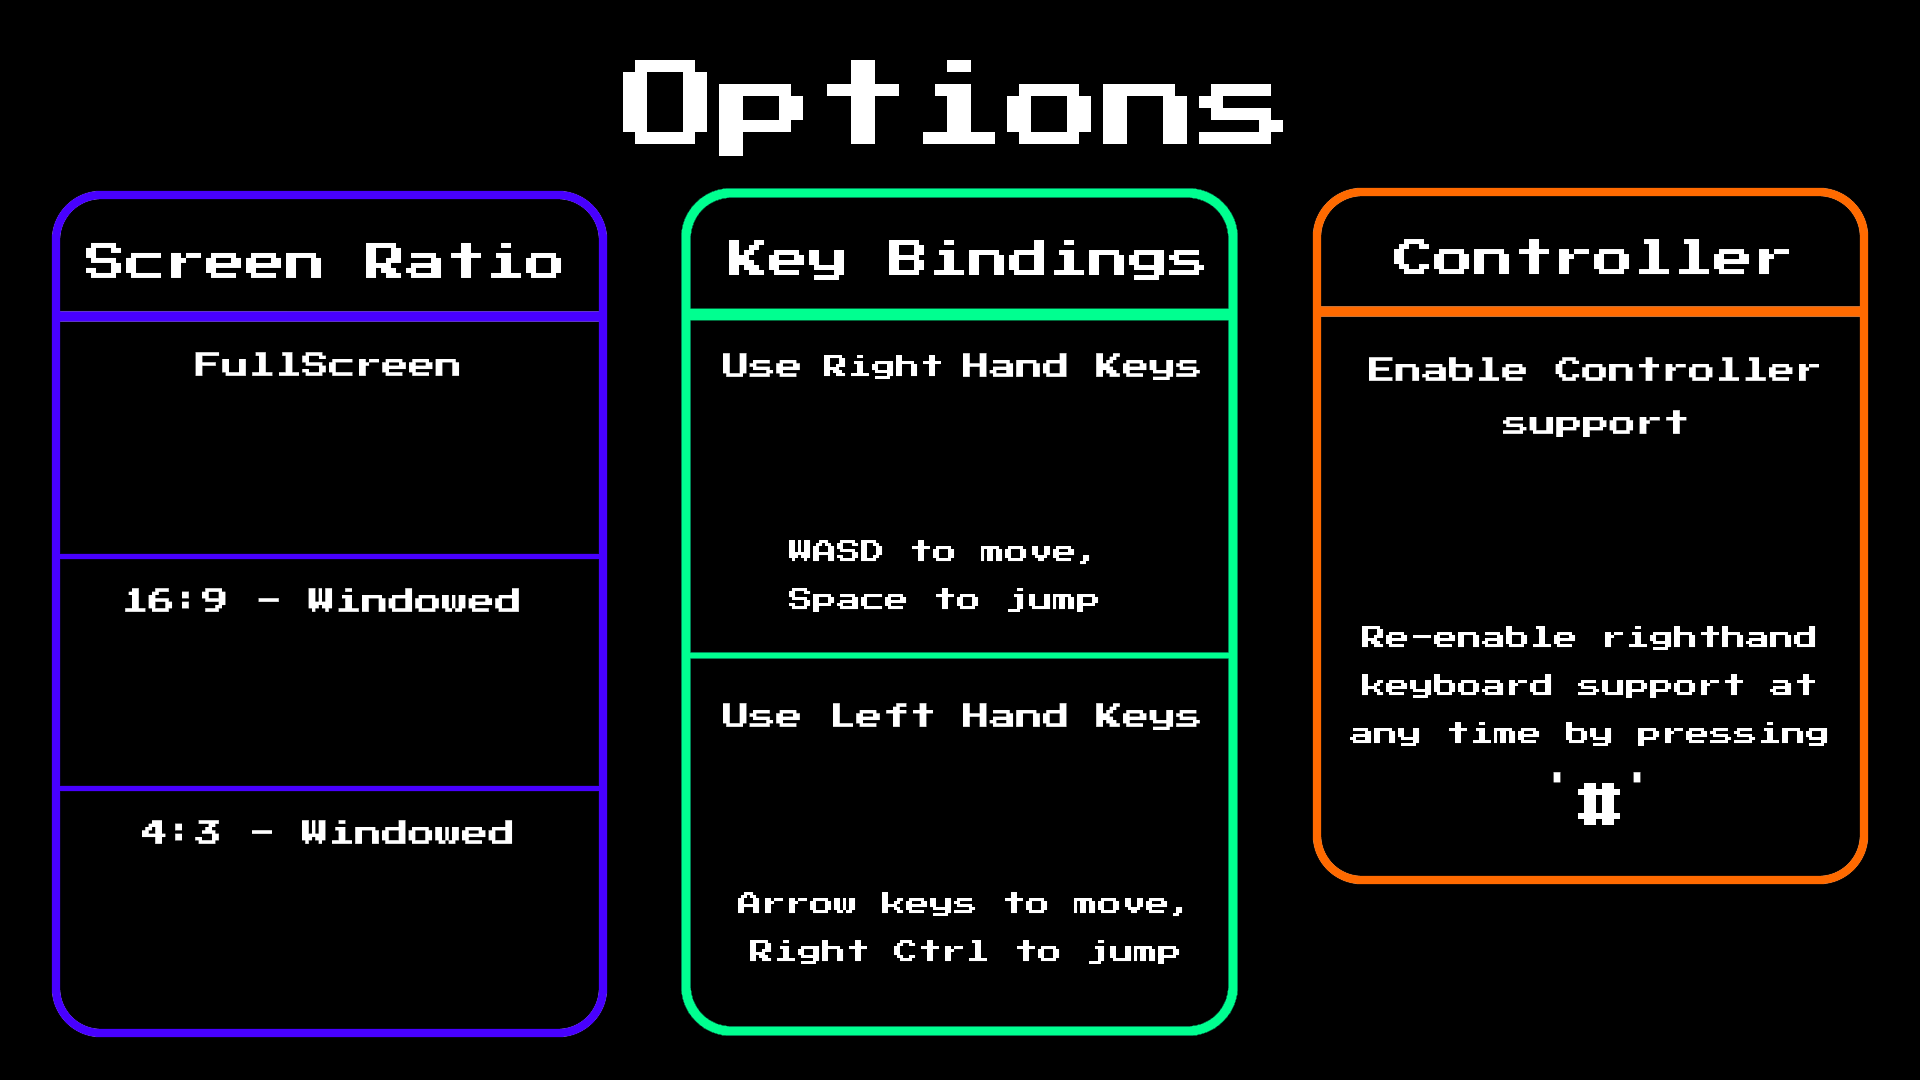 Options
Screen Ratio
FullScreen
16:9 - Windowed
4:3 - Windowed
Key Bindings
Use Right Hand Keys
WASD to move,
Space to jump
Use Left Hand Keys
Arrow keys to move,
Right Ctrl to jump
Controller
Enable Controller
support
Re-enable righthand
keyboard support at
any time by pressing
'#'